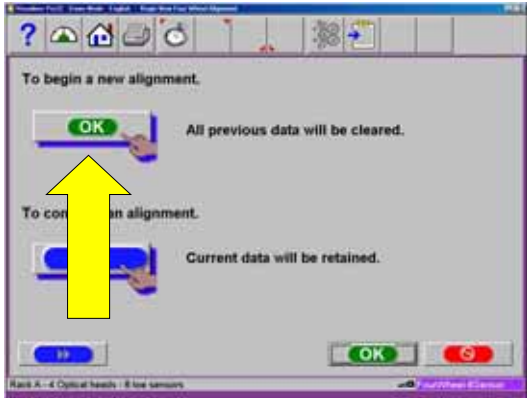 ?
To begin a new alignment,
OK
All previous data will be cleared.
To con an alignment.
Current data will be retained.
OK
Rack A - 4 Optical heads - 8 toe sensors